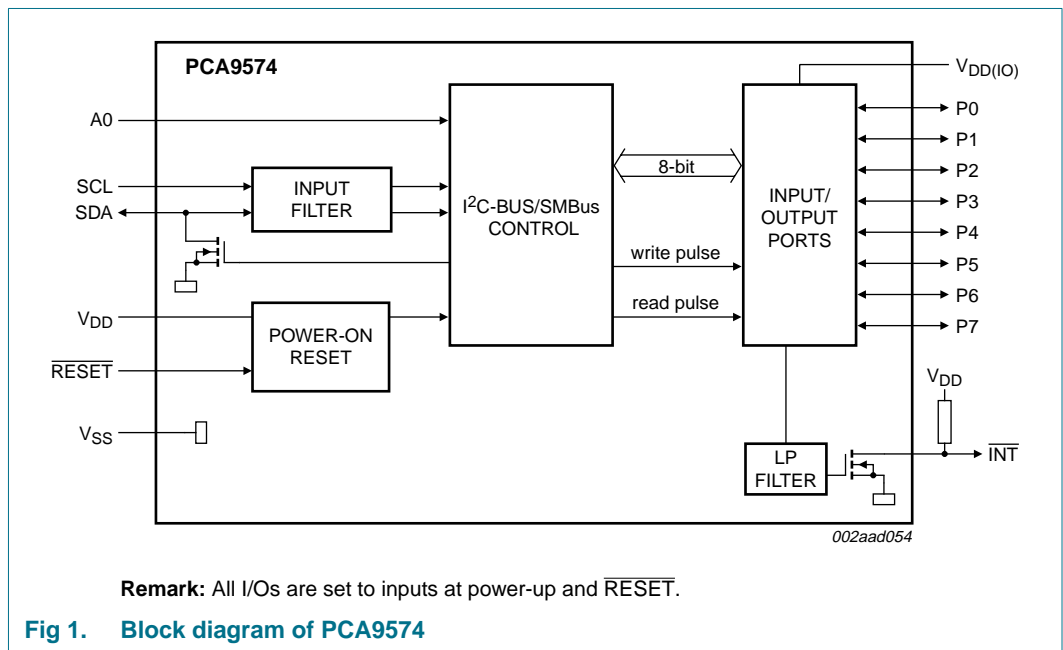 PCA9574
A0
SCL
SDA
VDD
RESET
VSS
INPUT
FILTER
POWER-ON
RESET
I2C-BUS/SMBus
CONTROL
8-bit
write pulse
read pulse
INPUT/
OUTPUT
PORTS
LP
FILTER
VDD(IO)
P0
P1
P2
P3
P4
P5
P6
P7
VDD
INT
002aad054
Remark: All I/Os are set to inputs at power-up and RESET.
Fig 1. Block diagram of PCA9574